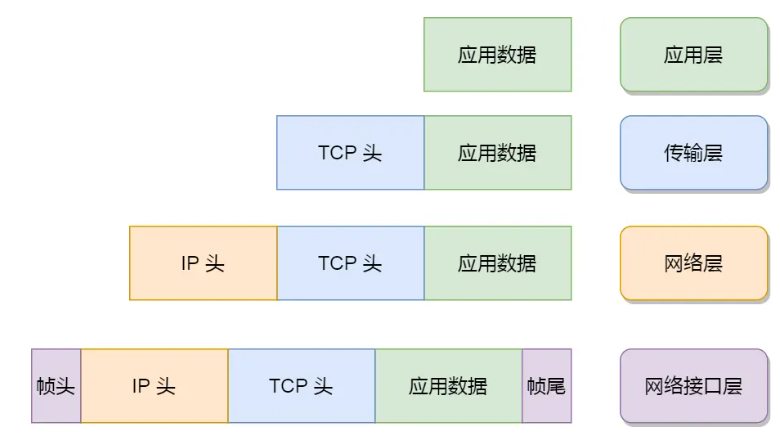 应用数据 应用层
TCP 头 应用数据 传输层
IP 头 TCP 头 应用数据 网络层
帧头 IP 头 TCP 头 应用数据 帧尾 网络接口层